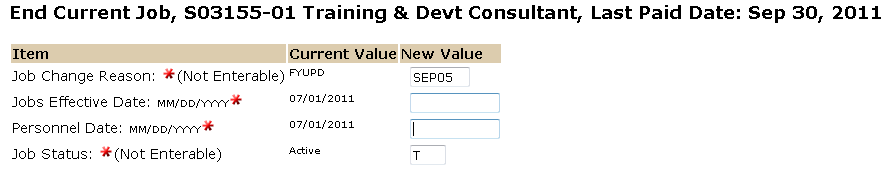 End Current Job, S03155-01 Training & Devt Consultant, Last Paid Date: Sep 30, 2011
Item Current Value New Value
Job Change Reason: *(Not Enterable) FYUPD SEP05
Jobs Effective Date: MM/DD/YYYY* 07/01/2011
Personnel Date: MM/DD/YYYY* 07/01/2011
Job Status: *(Not Enterable) Active T